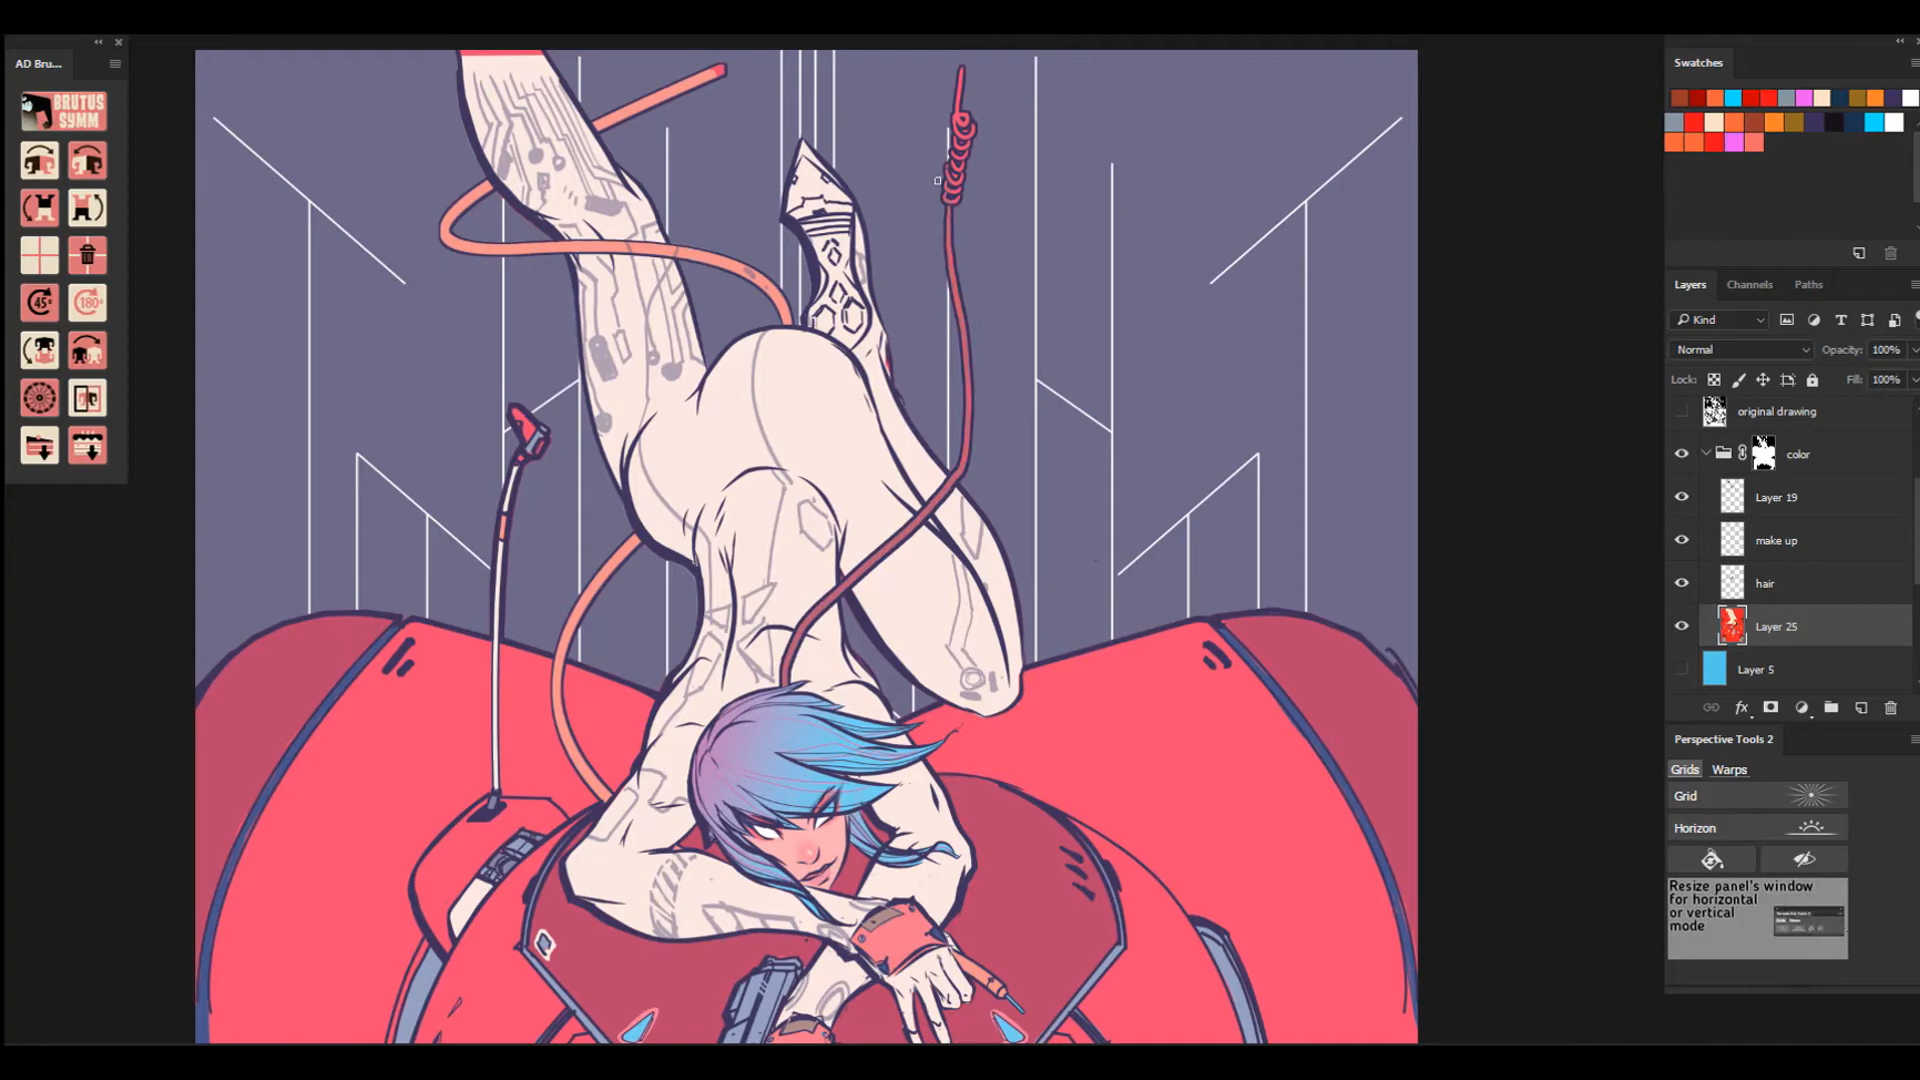 AD Bru...
BRUTUS
SYMM
45°
180°
Swatches
Layers Channels Paths
Kind
Normal Opacity: 100%
Lock: Fill: 100%
original drawing
color
Layer 19
make up
hair
Layer 25
Layer 5
fx
Perspective Tools 2
Grids Warps
Grid
Horizon
Resize panel's window
for horizontal
or vertical
mode